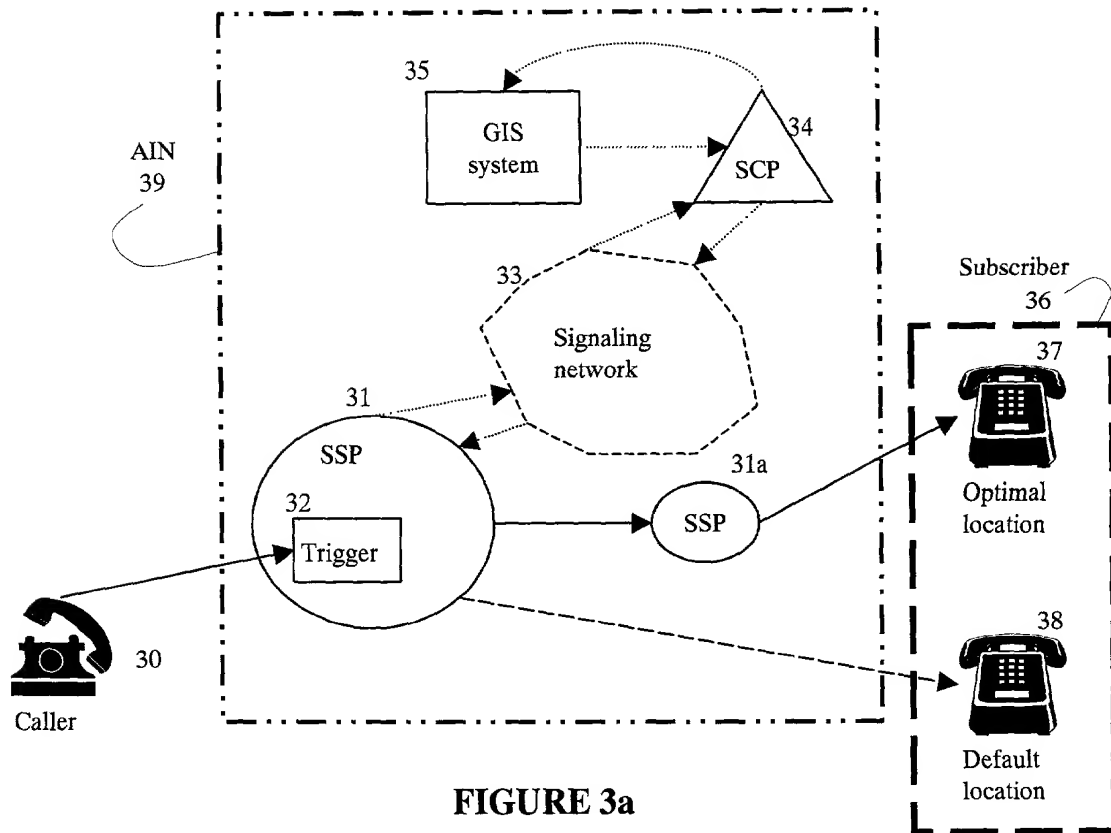 35
GIS
system
34
SCP
AIN
39
33
Signaling
network
Subscriber
36
37
Optimal
location
31
SSP
32
Trigger
31a
SSP
30
Caller
38
Default
location
FIGURE 3a